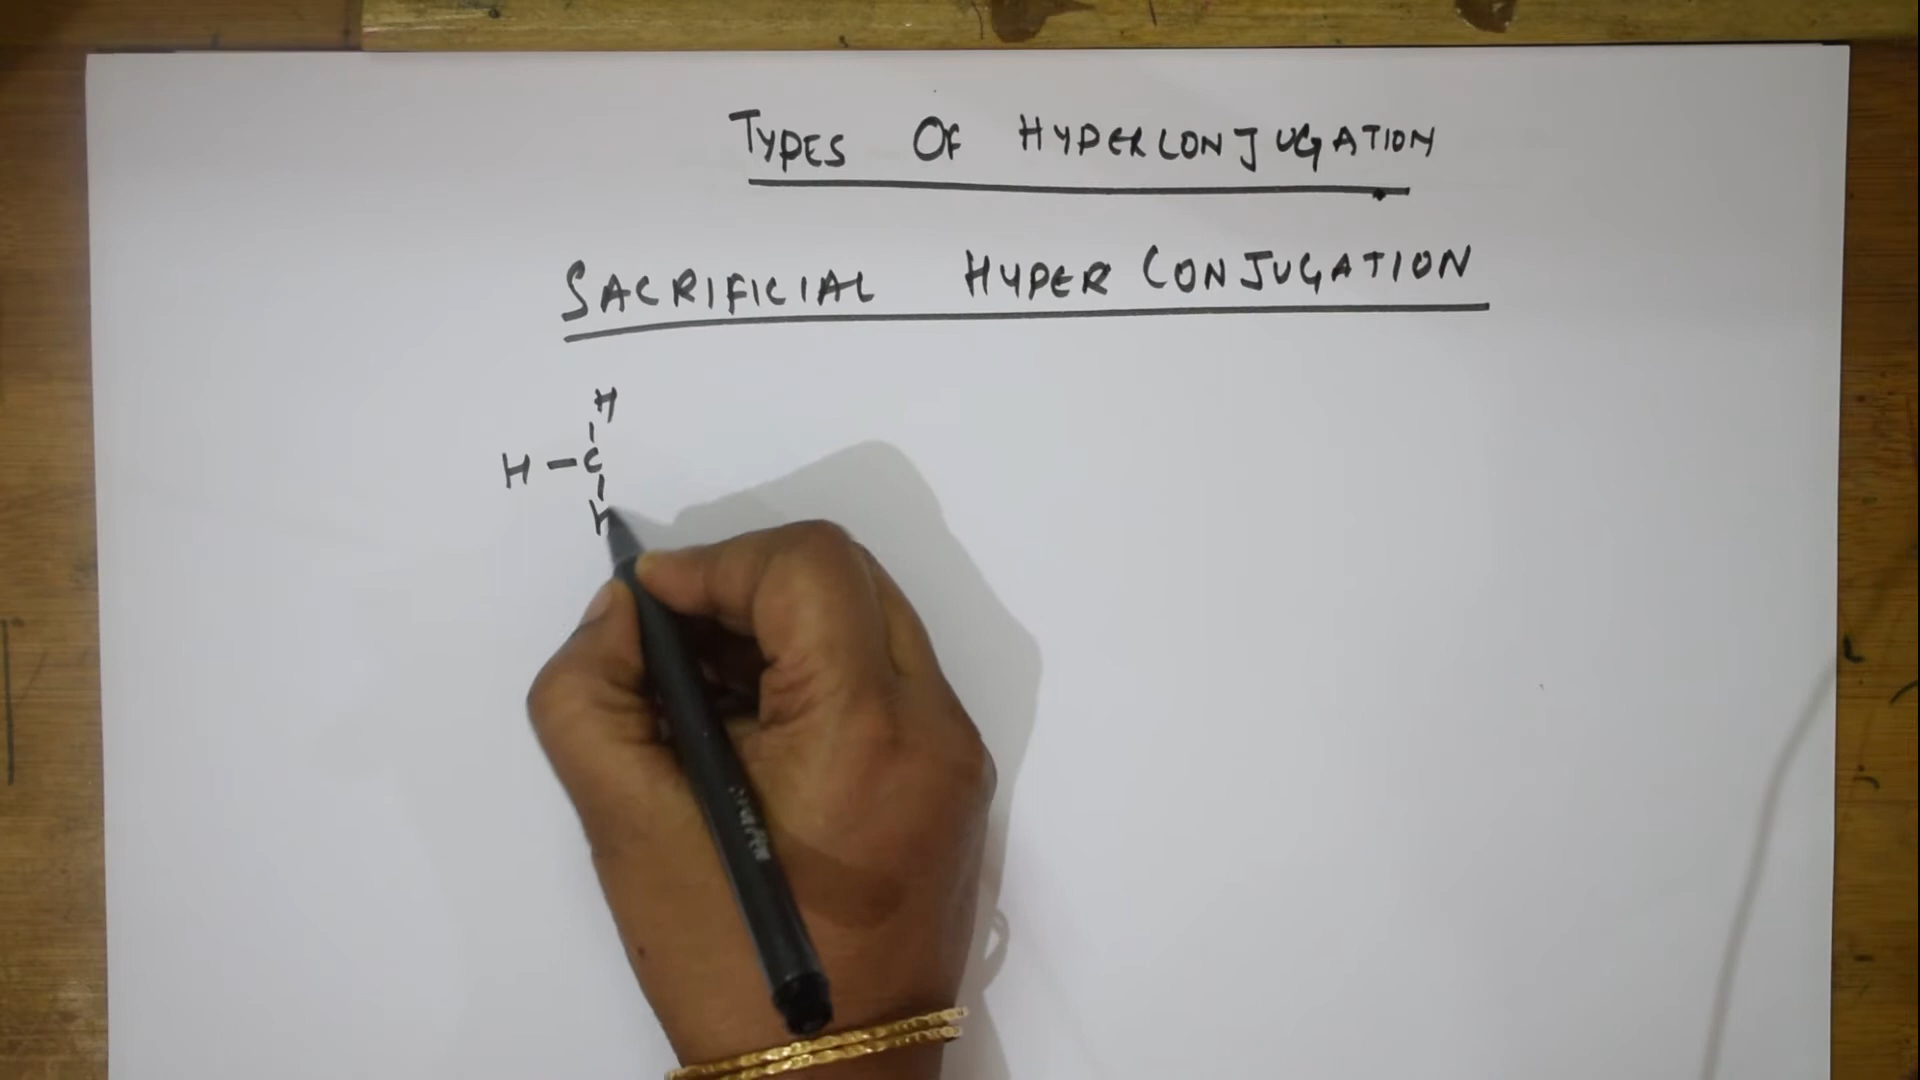 TYPES OF HYPERCONJUGATION
SACRIFICIAL HYPER CONJUGATION
H
H - C
H